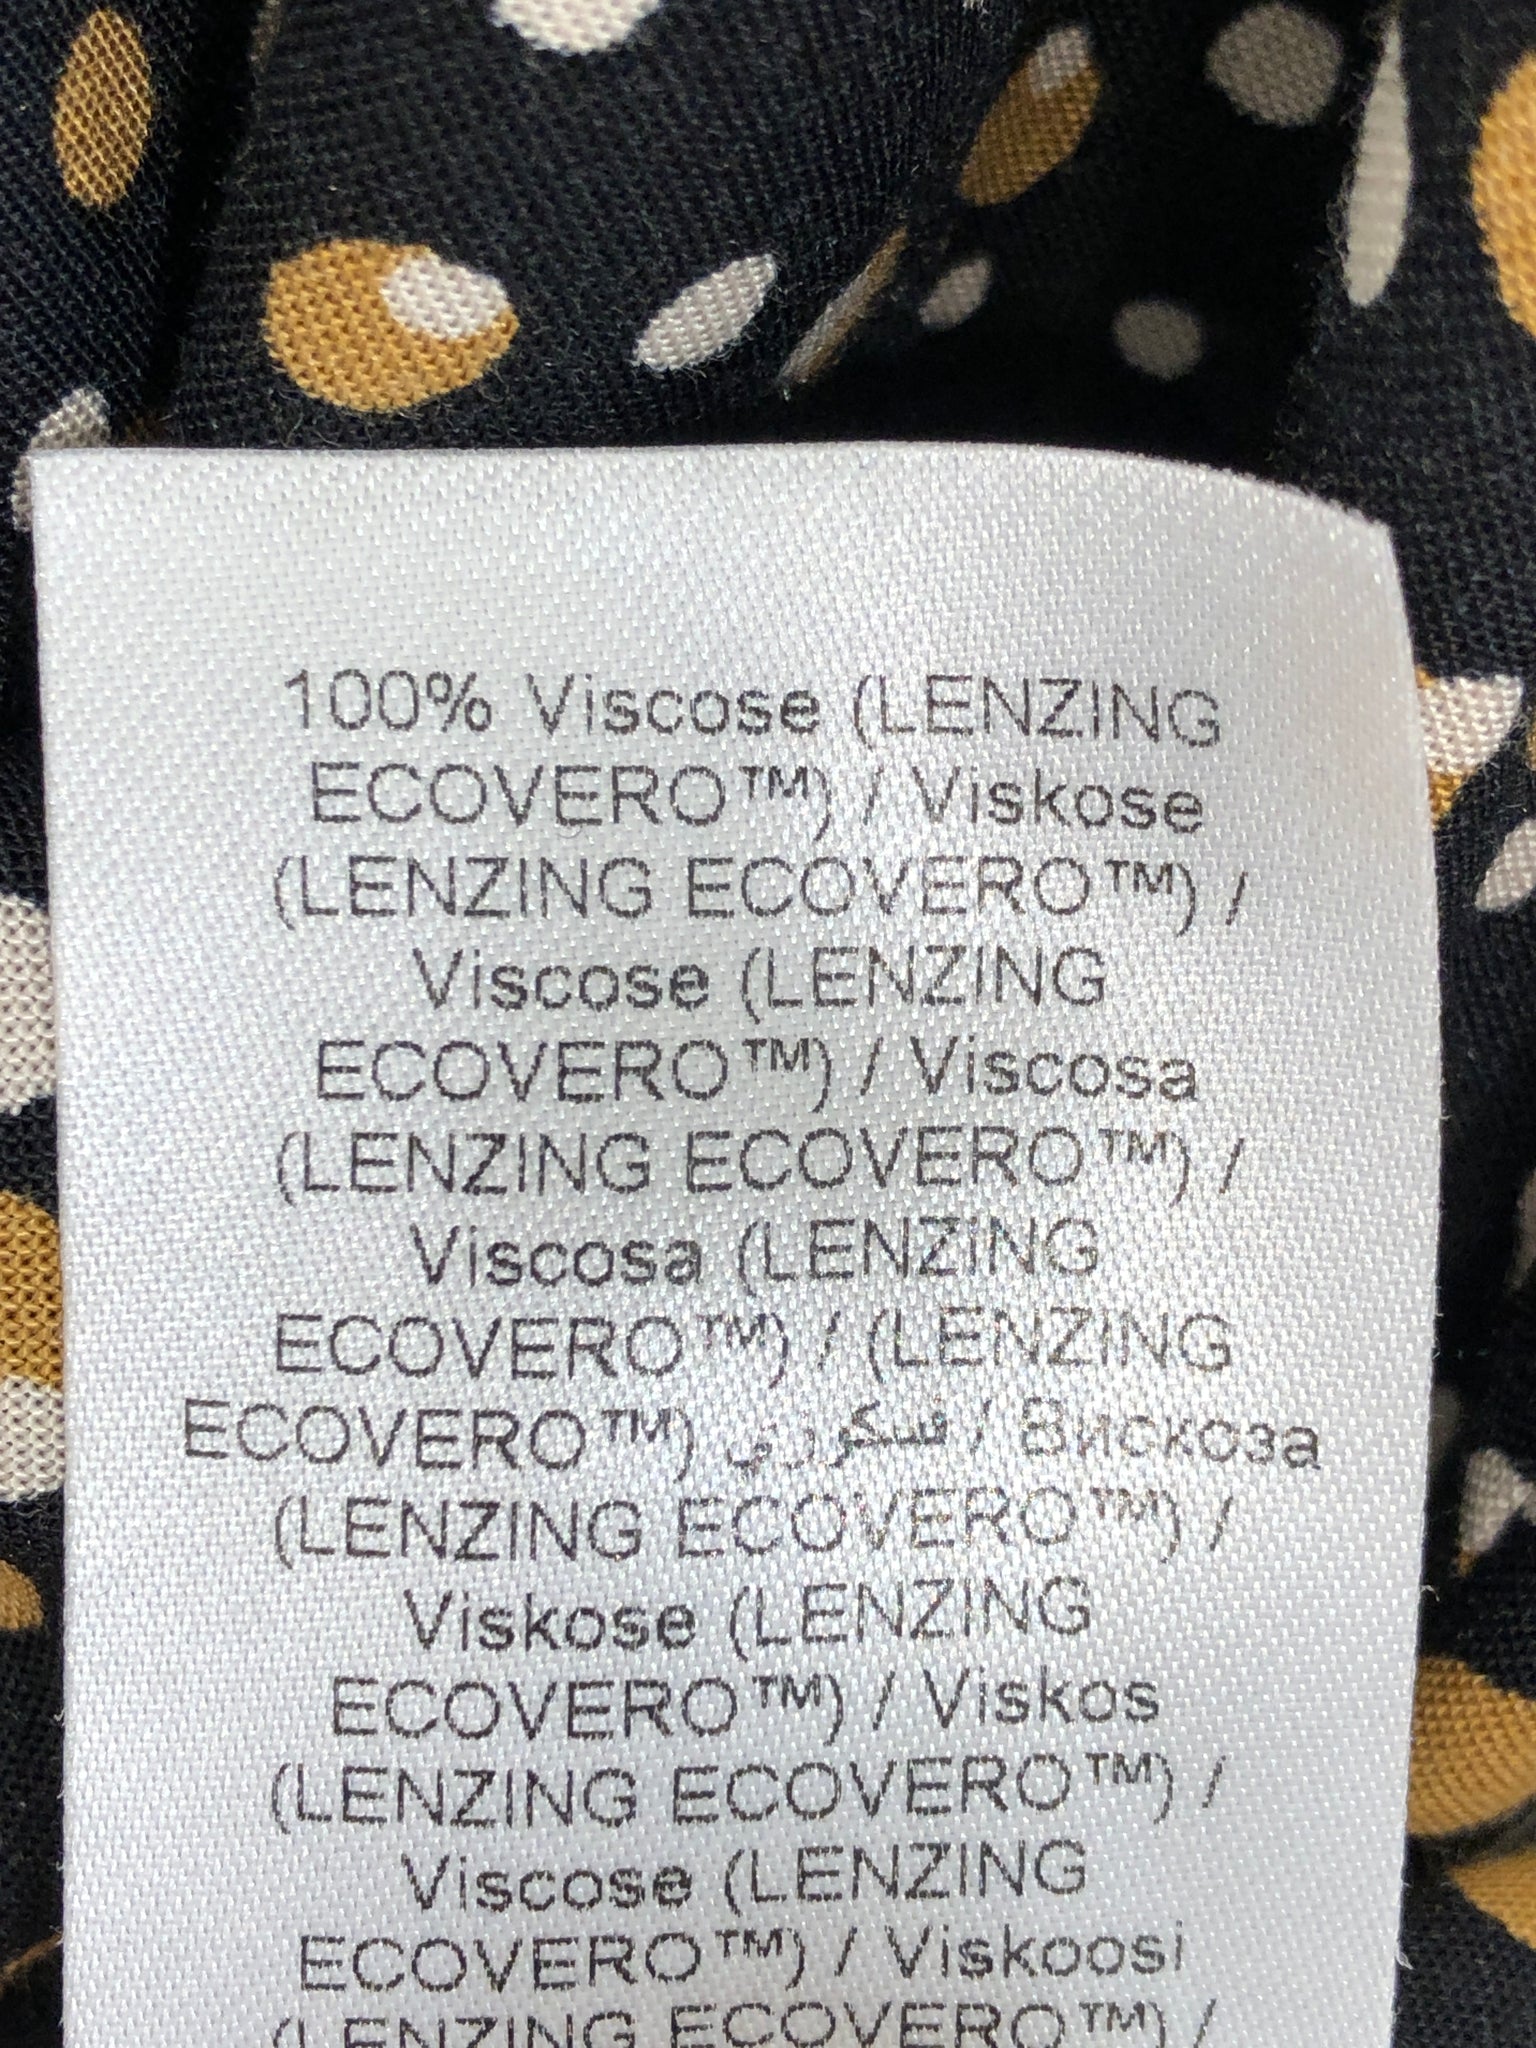 100% Viscose (LENZING
ECOVERO™) / Viskose
(LENZING ECOVERO™) /
Viscose (LENZING
ECOVERO™) / Viscosa
(LENZING ECOVERO™) /
Viscosa (LENZING
ECOVERO™) / (LENZING
ECOVERO™) / Вискоза
(LENZING ECOVERO™) /
Viskose (LENZING
ECOVERO™) / Viskos
(LENZING ECOVERO™) /
Viscose (LENZING
ECOVERO™) / Viskoosi
(LENZING ECOVERO™) /